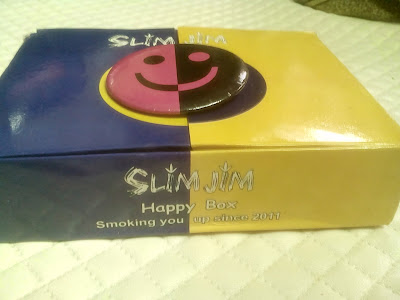 SLIM JIM
SLIM JIM
Happy Box
Smoking you up since 2011